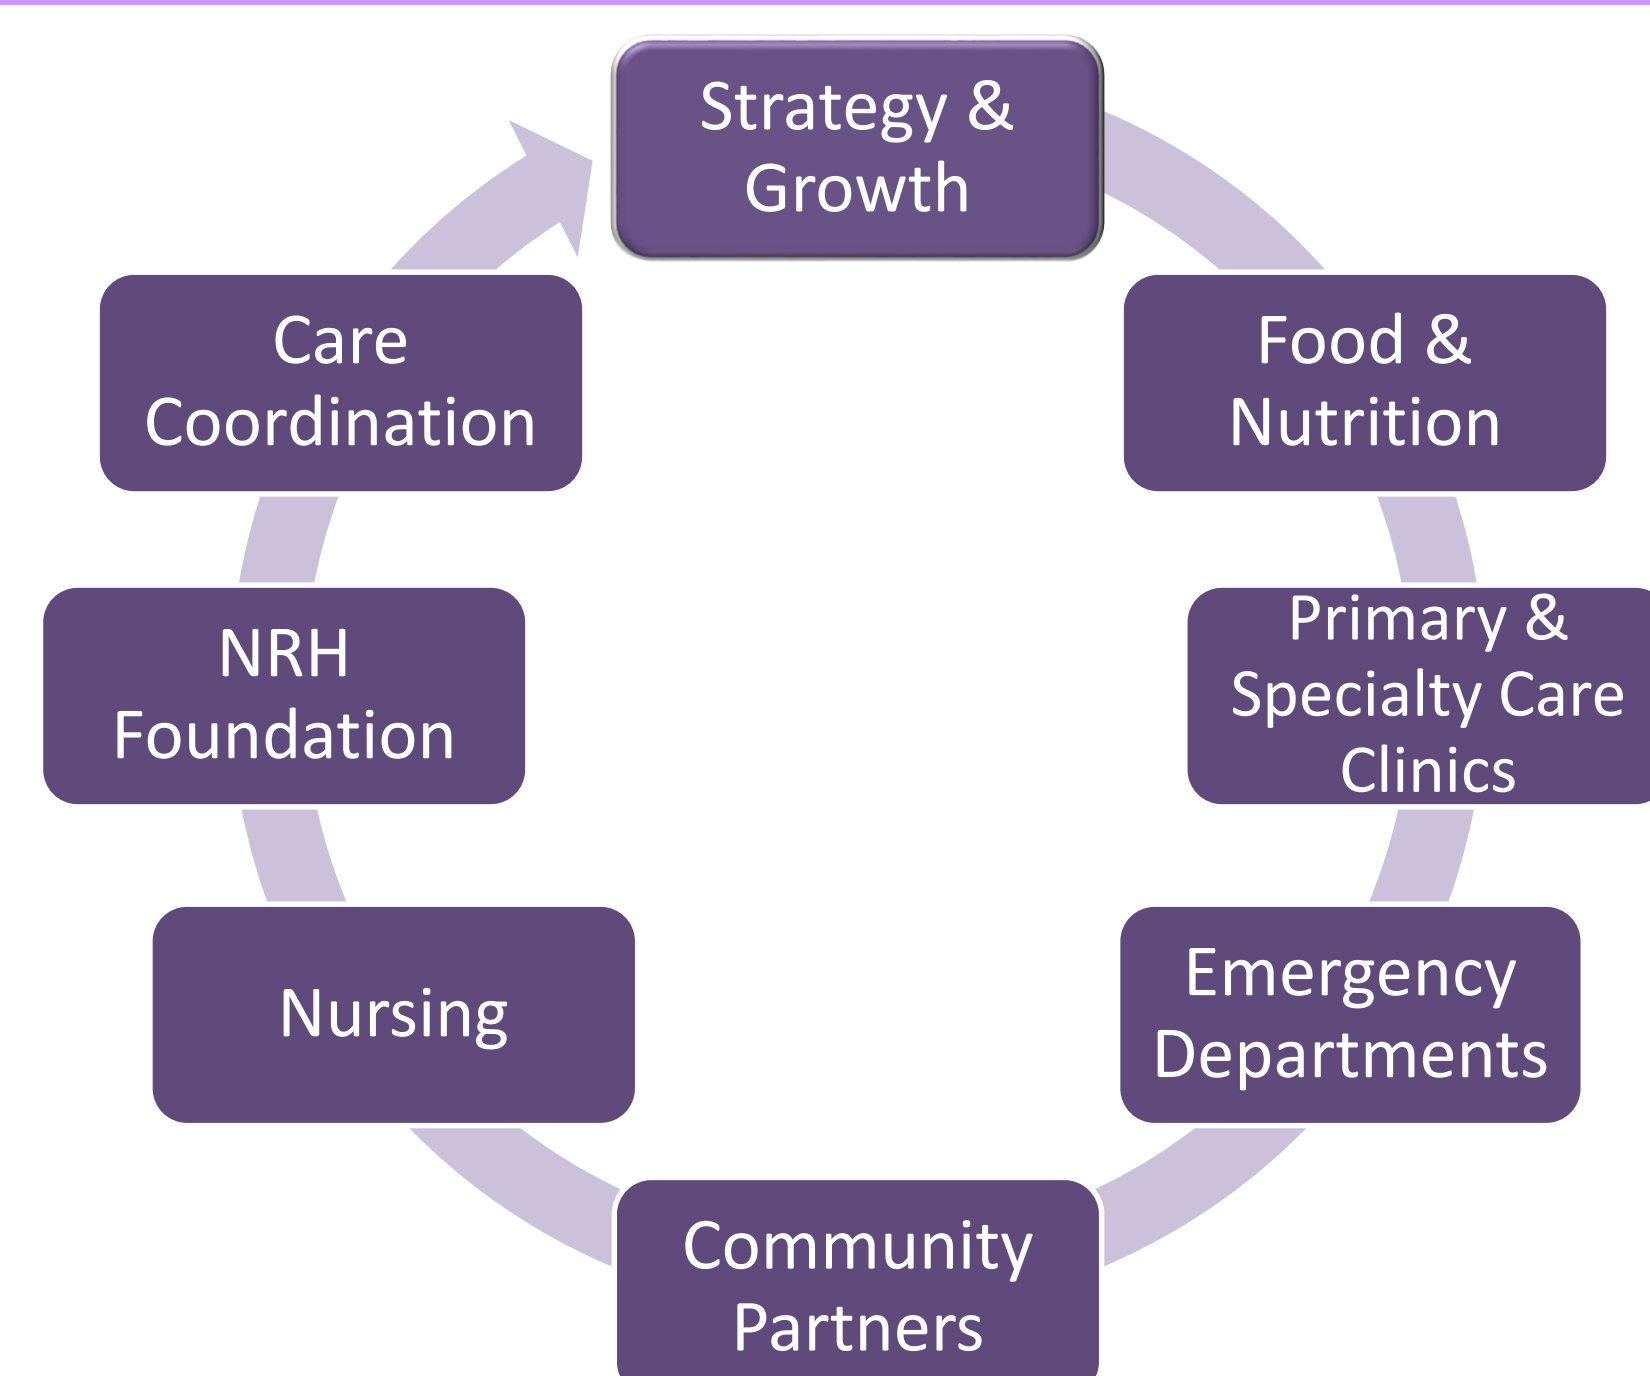 Strategy &
Growth
Food &
Nutrition
Primary &
Specialty Care
Clinics
Emergency
Departments
Community
Partners
Nursing
NRH
Foundation
Care
Coordination